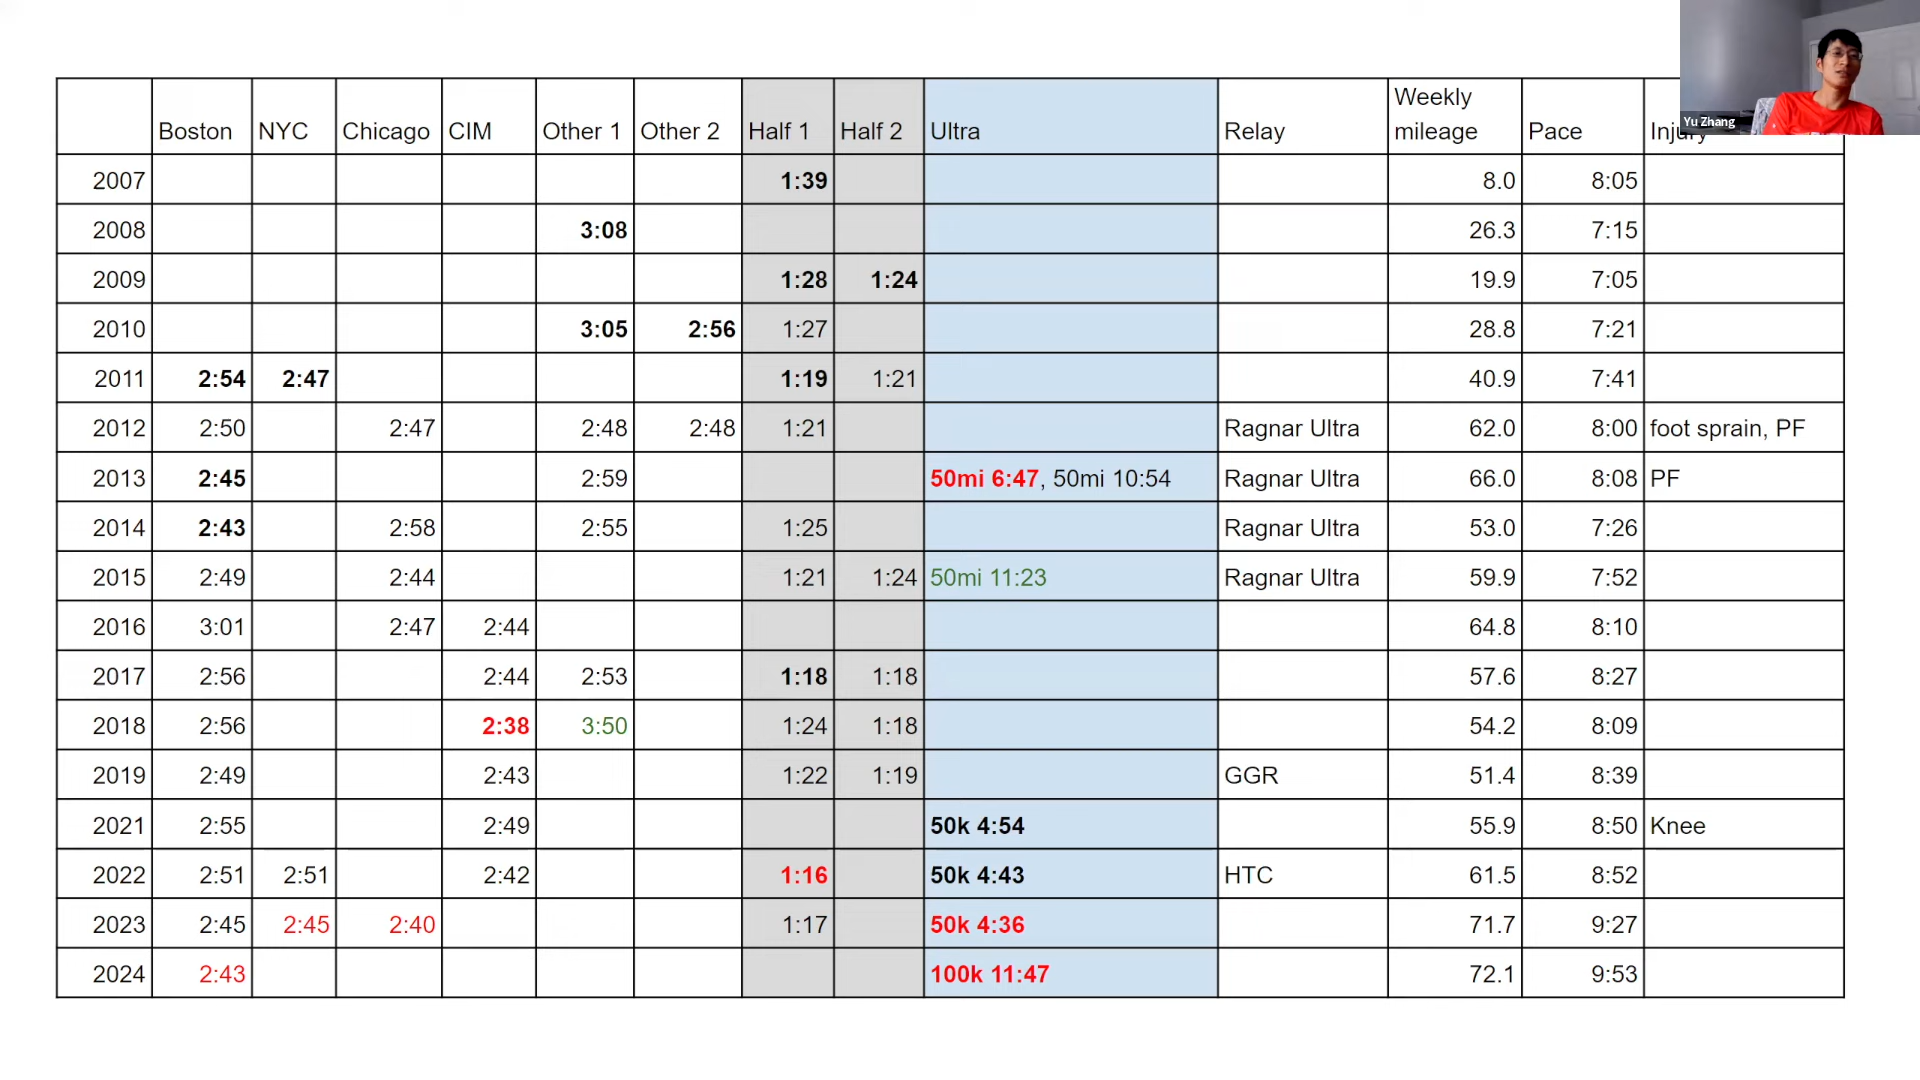 Yu Zhang
Boston NYC Chicago CIM Other 1 Other 2 Half 1 Half 2 Ultra Relay Weekly mileage Pace Injury
2007 1:39 8.0 8:05
2008 3:08 26.3 7:15
2009 1:28 1:24 19.9 7:05
2010 3:05 2:56 1:27 28.8 7:21
2011 2:54 2:47 1:19 1:21 40.9 7:41
2012 2:50 2:47 2:48 2:48 1:21 Ragnar Ultra 62.0 8:00 foot sprain, PF
2013 2:45 2:59 50mi 6:47, 50mi 10:54 Ragnar Ultra 66.0 8:08 PF
2014 2:43 2:58 2:55 1:25 Ragnar Ultra 53.0 7:26
2015 2:49 2:44 1:21 1:24 50mi 11:23 Ragnar Ultra 59.9 7:52
2016 3:01 2:47 2:44 64.8 8:10
2017 2:56 2:44 2:53 1:18 1:18 57.6 8:27
2018 2:56 2:38 3:50 1:24 1:18 54.2 8:09
2019 2:49 2:43 1:22 1:19 GGR 51.4 8:39
2021 2:55 2:49 50k 4:54 55.9 8:50 Knee
2022 2:51 2:51 2:42 1:16 50k 4:43 HTC 61.5 8:52
2023 2:45 2:45 2:40 1:17 50k 4:36 71.7 9:27
2024 2:43 100k 11:47 72.1 9:53